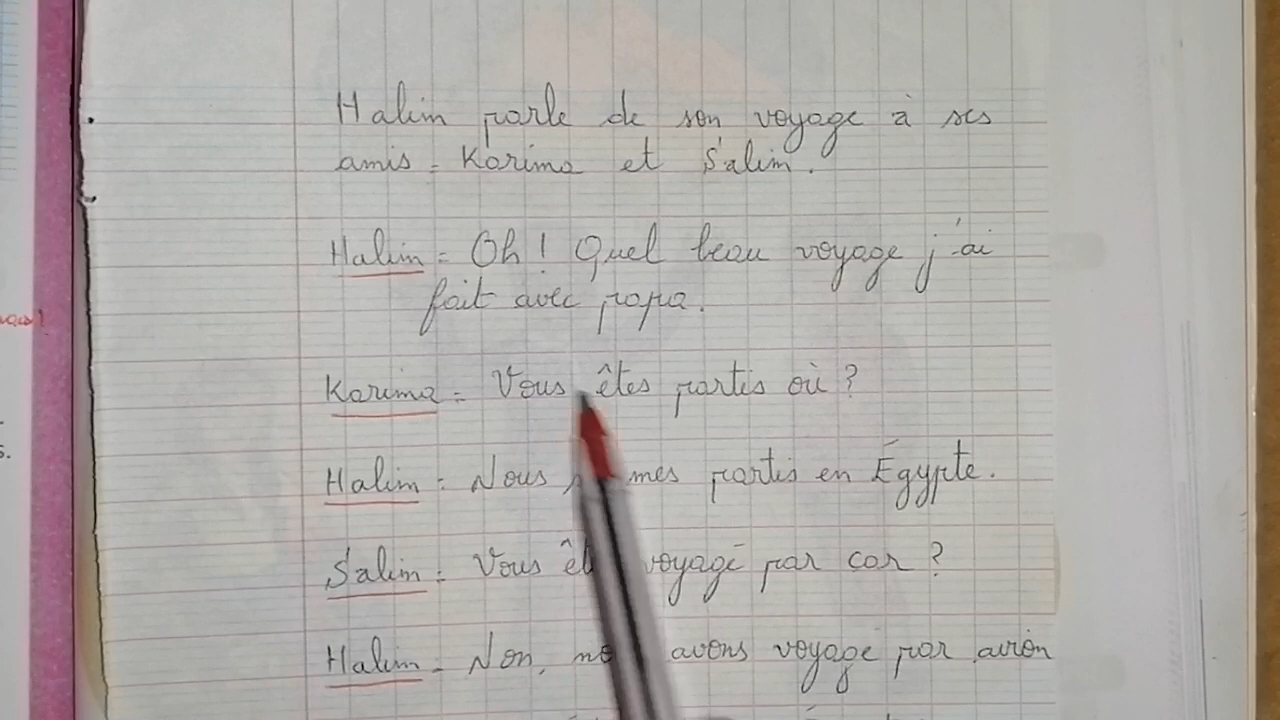 Halim parle de son voyage à ses
amis : Karima et Salim.
Halim : Oh ! Quel beau voyage j'ai
fait avec papa.
Karima : Vous êtes partis où ?
Halim : Nous partis en Égypte.
Salim : Vous voyagé par car ?
Halim : Non, avons voyagé par avion